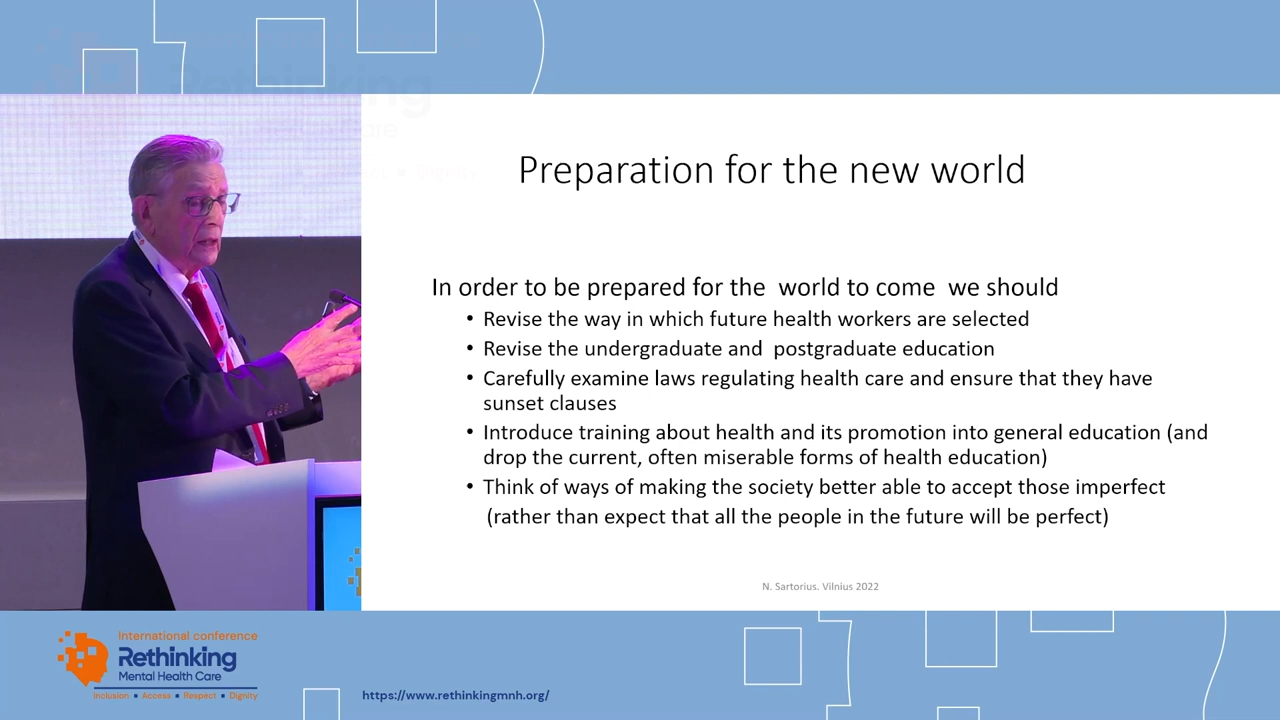 Preparation for the new world
In order to be prepared for the world to come we should
• Revise the way in which future health workers are selected
• Revise the undergraduate and postgraduate education
• Carefully examine laws regulating health care and ensure that they have
sunset clauses
• Introduce training about health and its promotion into general education (and
drop the current, often miserable forms of health education)
• Think of ways of making the society better able to accept those imperfect
(rather than expect that all the people in the future will be perfect)
N. Sartorius. Vilnius 2022
International conference
Rethinking
Mental Health Care
Inclusion ▪ Access ▪ Respect ▪ Dignity
https://www.rethinkingmnh.org/